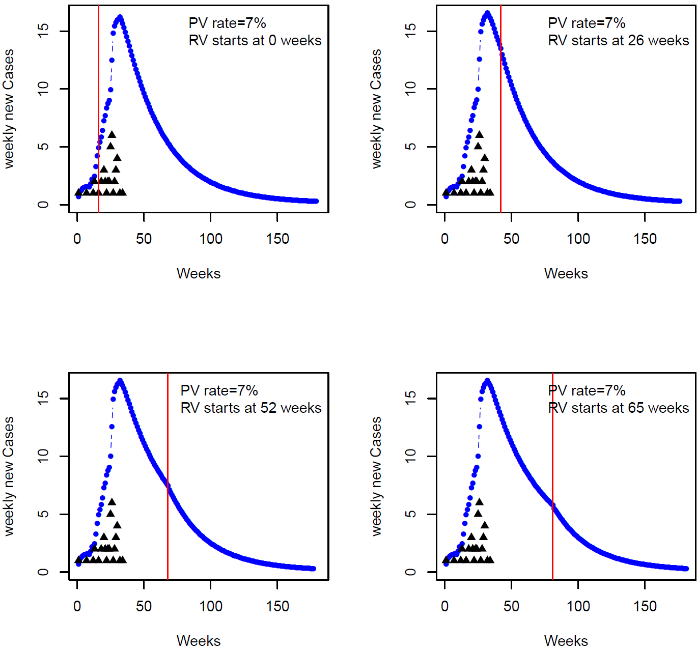 PV rate=7%
RV starts at 0 weeks
weekly new Cases
15
10
5
0
0
50
100
150
Weeks
PV rate=7%
RV starts at 26 weeks
weekly new Cases
15
10
5
0
0
50
100
150
Weeks
PV rate=7%
RV starts at 52 weeks
weekly new Cases
15
10
5
0
0
50
100
150
Weeks
PV rate=7%
RV starts at 65 weeks
weekly new Cases
15
10
5
0
0
50
100
150
Weeks